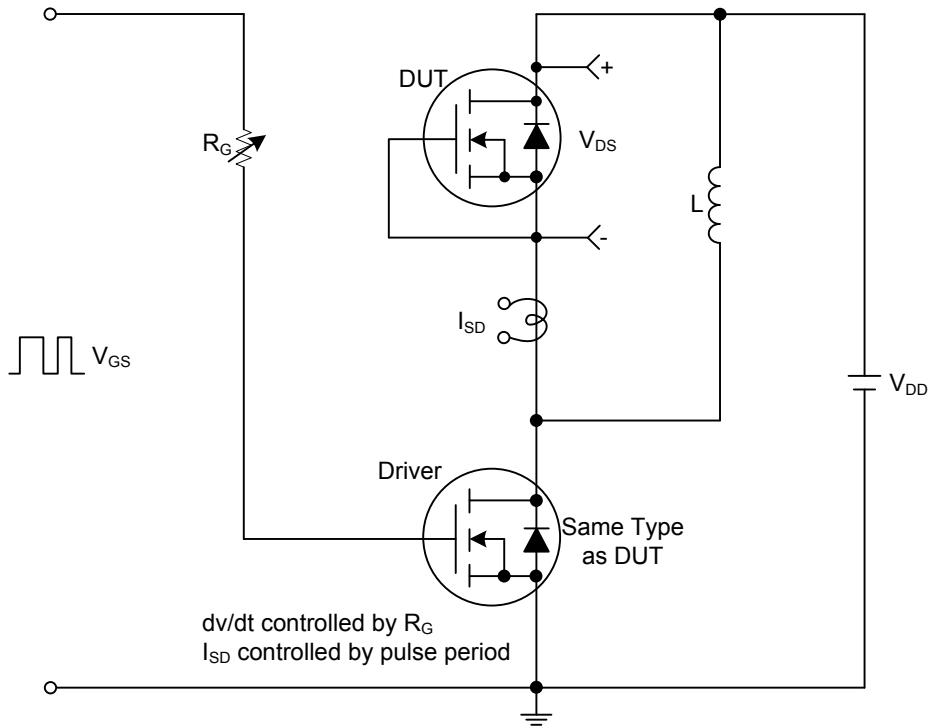 DUT
+
R_G
V_DS
L
-
I_SD
V_GS
V_DD
Driver
Same Type
as DUT
dv/dt controlled by R_G
I_SD controlled by pulse period